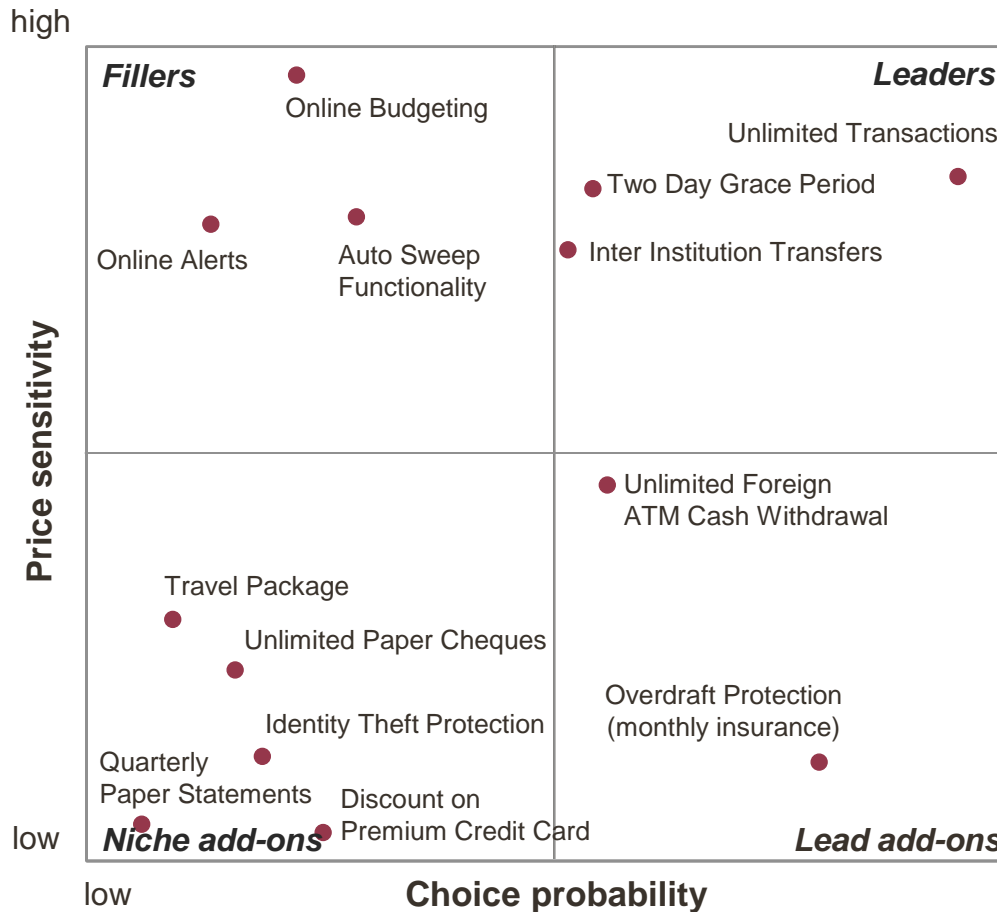 high
Fillers
Leaders
Online Budgeting
Unlimited Transactions
Two Day Grace Period
Online Alerts
Auto Sweep
Functionality
Inter Institution Transfers
Price sensitivity
Unlimited Foreign
ATM Cash Withdrawal
Travel Package
Unlimited Paper Cheques
Overdraft Protection
(monthly insurance)
Identity Theft Protection
Quarterly
Paper Statements
Discount on
Premium Credit Card
low
Niche add-ons
Lead add-ons
low
Choice probability